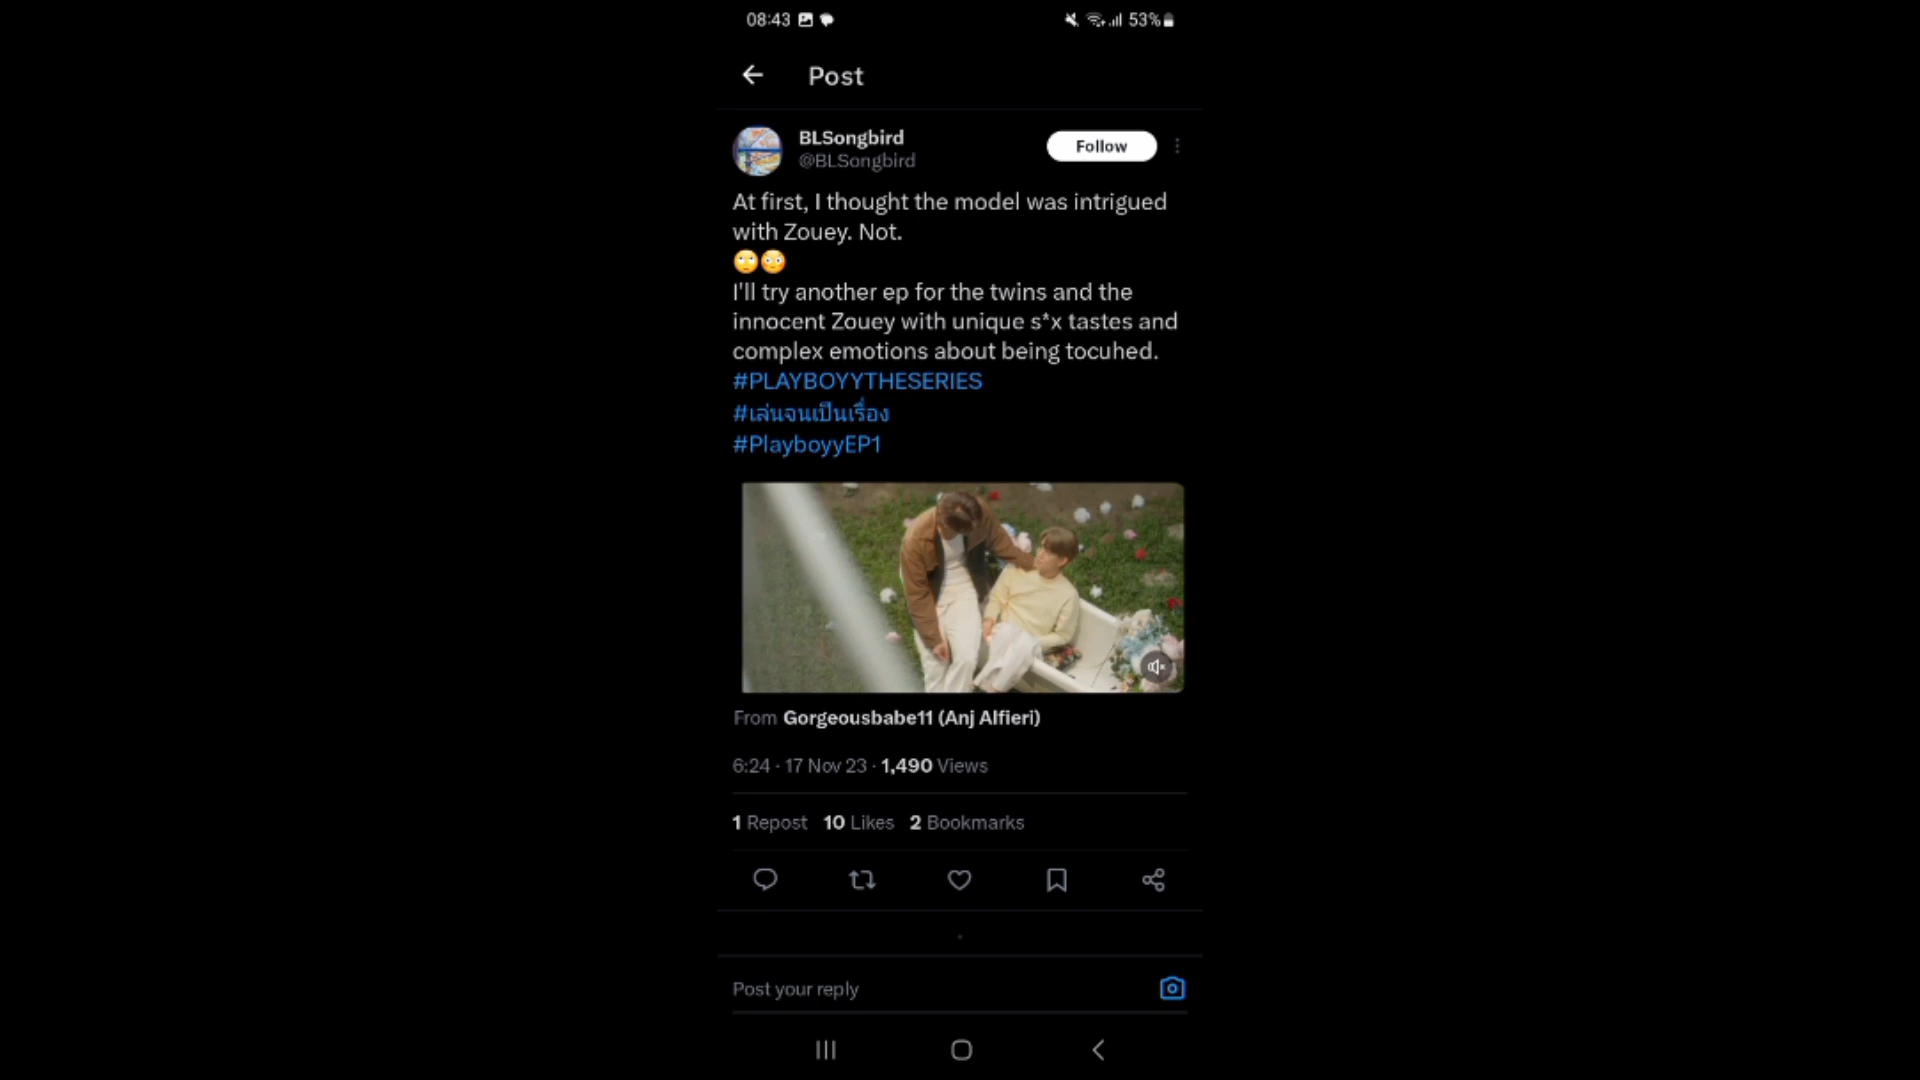 08:43
53%
Post
BLSongbird
@BLSongbird
Follow
At first, I thought the model was intrigued
with Zouey. Not.
🙄😳
I'll try another ep for the twins and the
innocent Zouey with unique s*x tastes and
complex emotions about being tocuhed.
#PLAYBOYYTHESERIES
#เล่นจนเป็นเรื่อง
#PlayboyyEP1
From Gorgeousbabe11 (Anj Alfieri)
6:24 · 17 Nov 23 · 1,490 Views
1 Repost 10 Likes 2 Bookmarks
Post your reply